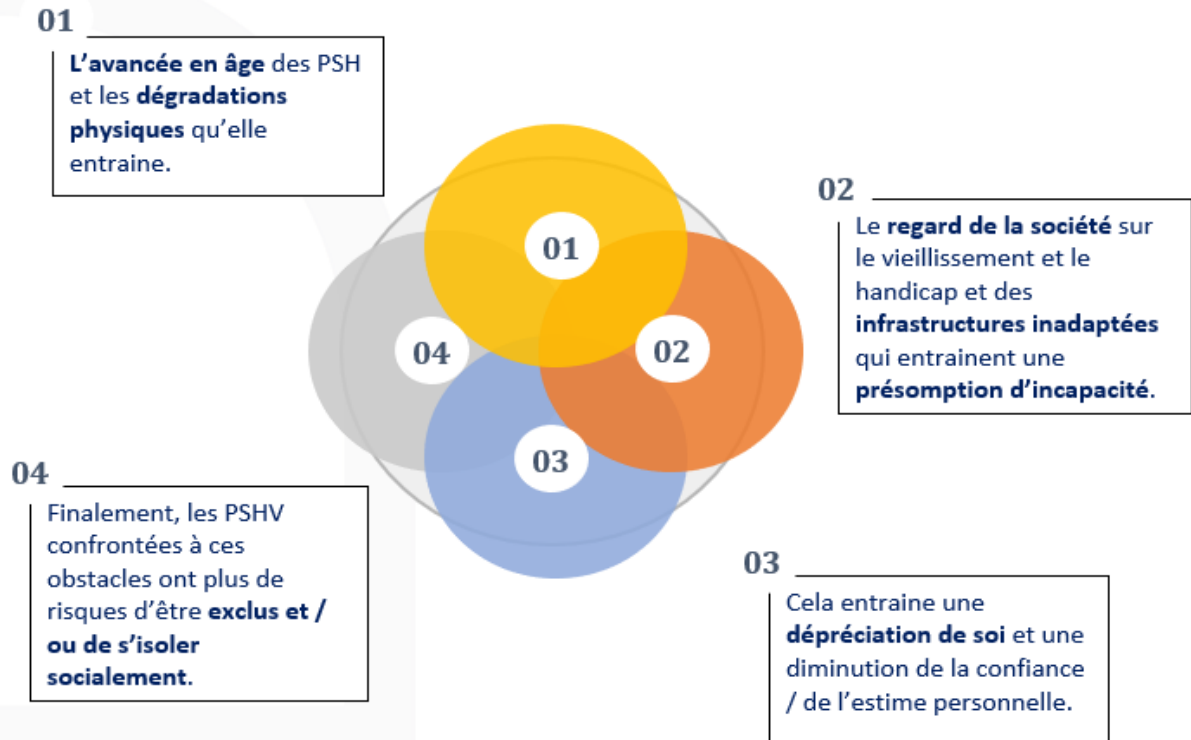 01
L’avancée en âge des PSH
et les dégradations
physiques qu’elle
entraine.
02
Le regard de la société sur
le vieillissement et le
handicap et des
infrastructures inadaptées
qui entrainent une
présomption d’incapacité.
01
04
02
03
04
Finalement, les PSHV
confrontées à ces
obstacles ont plus de
risques d’être exclus et /
ou de s’isoler
socialement.
03
Cela entraine une
dépréciation de soi et une
diminution de la confiance
/ de l’estime personnelle.